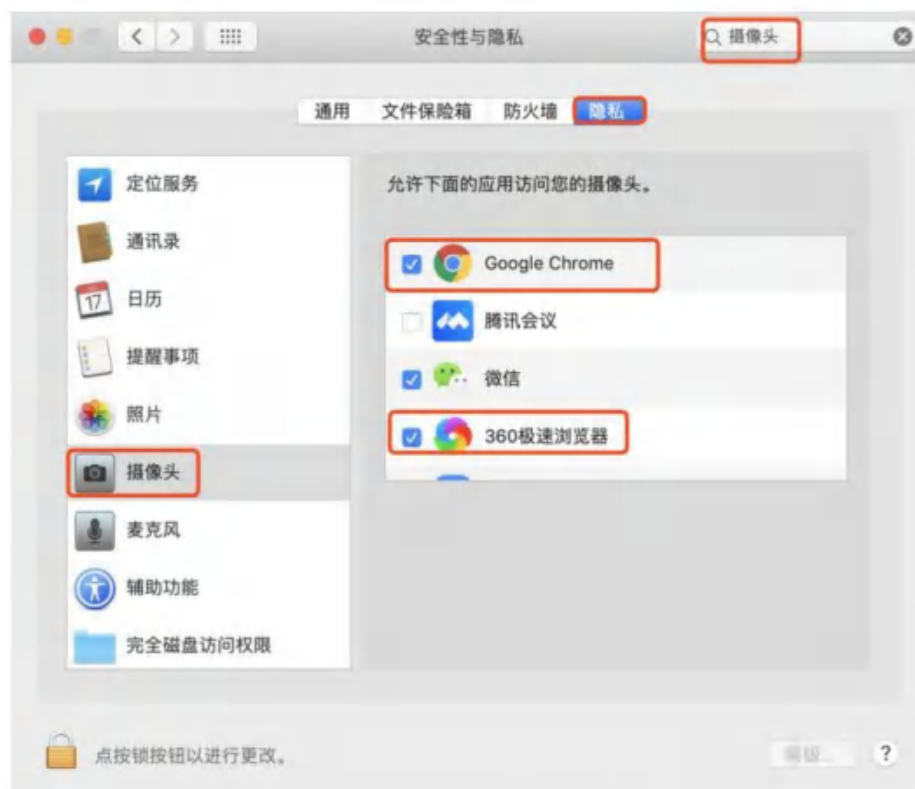 安全性与隐私
摄像头
通用 文件保险箱 防火墙 隐私
定位服务
通讯录
17
日历
提醒事项
照片
摄像头
麦克风
辅助功能
完全磁盘访问权限
允许下面的应用访问您的摄像头。
Google Chrome
腾讯会议
微信
360极速浏览器
点按锁按钮以进行更改。
?